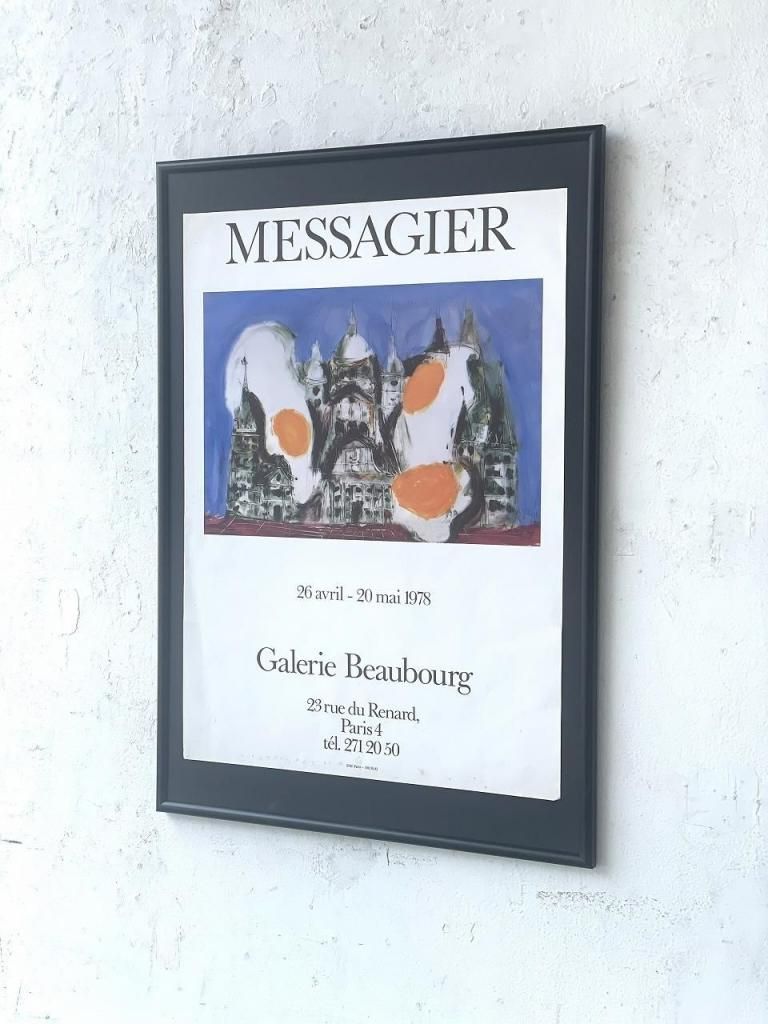 MESSAGIER
26 avril - 20 mai 1978
Galerie Beaubourg
23 rue du Renard,
Paris 4
tél. 271 20 50